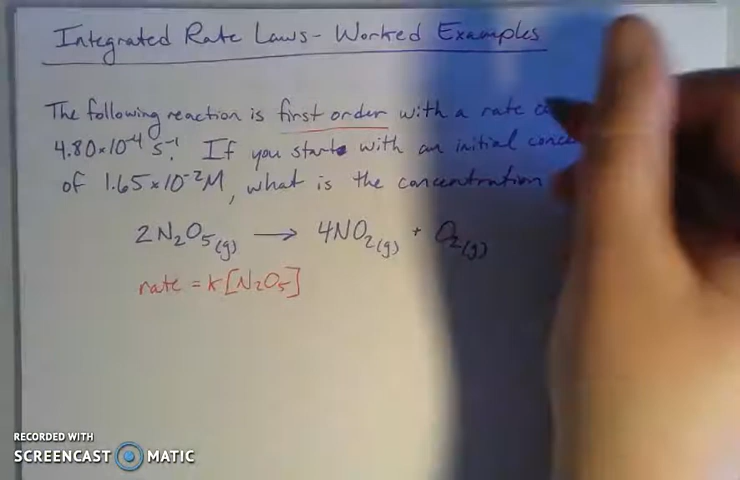 Integrated Rate Laws - Worked Examples
The following reaction is first order with a rate
4.80×10⁻⁴ s⁻¹. If you start with an initial
of 1.65×10⁻² M, what is the concentration
2N₂O₅(g) → 4NO₂(g) + O₂(g)
rate = k[N₂O₅]
RECORDED WITH
SCREENCAST MATIC